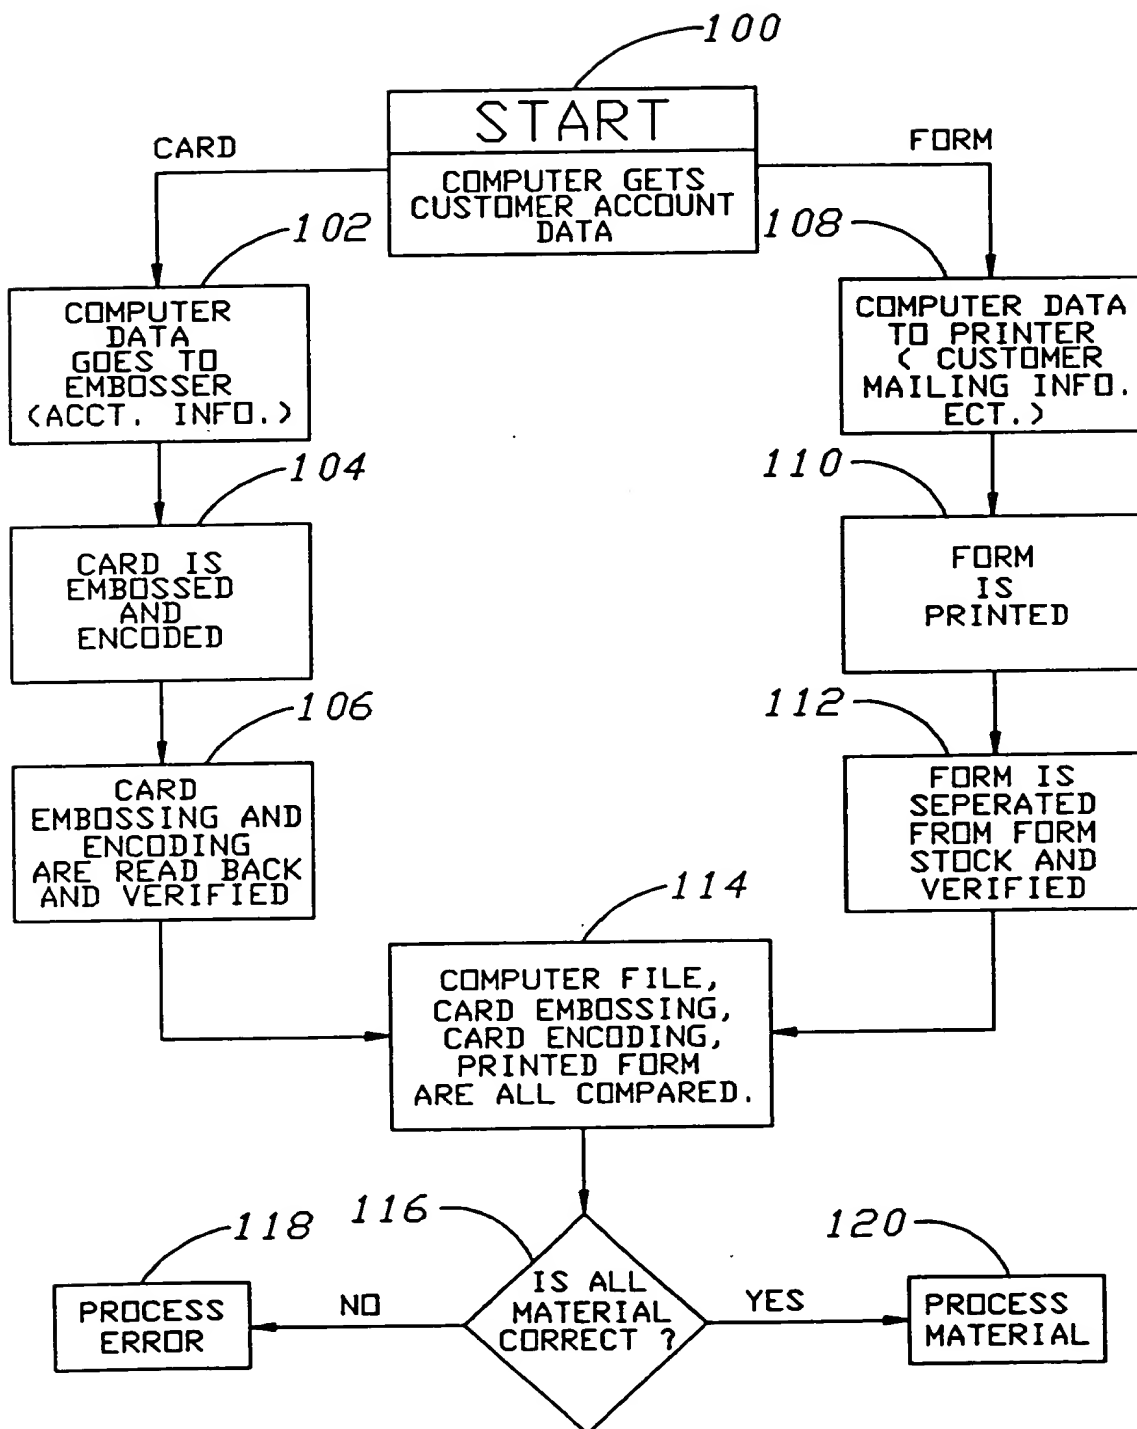 100
START
COMPUTER GETS
CUSTOMER ACCOUNT
DATA
CARD
FORM
102
COMPUTER
DATA
GOES TO
EMBOSSER
(ACCT. INFO.)
108
COMPUTER DATA
TO PRINTER
( CUSTOMER
MAILING INFO.
ECT.)
104
CARD IS
EMBOSSED
AND
ENCODED
110
FORM
IS
PRINTED
106
CARD
EMBOSSING AND
ENCODING
ARE READ BACK
AND VERIFIED
112
FORM IS
SEPERATED
FROM FORM
STOCK AND
VERIFIED
114
COMPUTER FILE,
CARD EMBOSSING,
CARD ENCODING,
PRINTED FORM
ARE ALL COMPARED.
116
IS ALL
MATERIAL
CORRECT ?
NO
118
PROCESS
ERROR
YES
120
PROCESS
MATERIAL